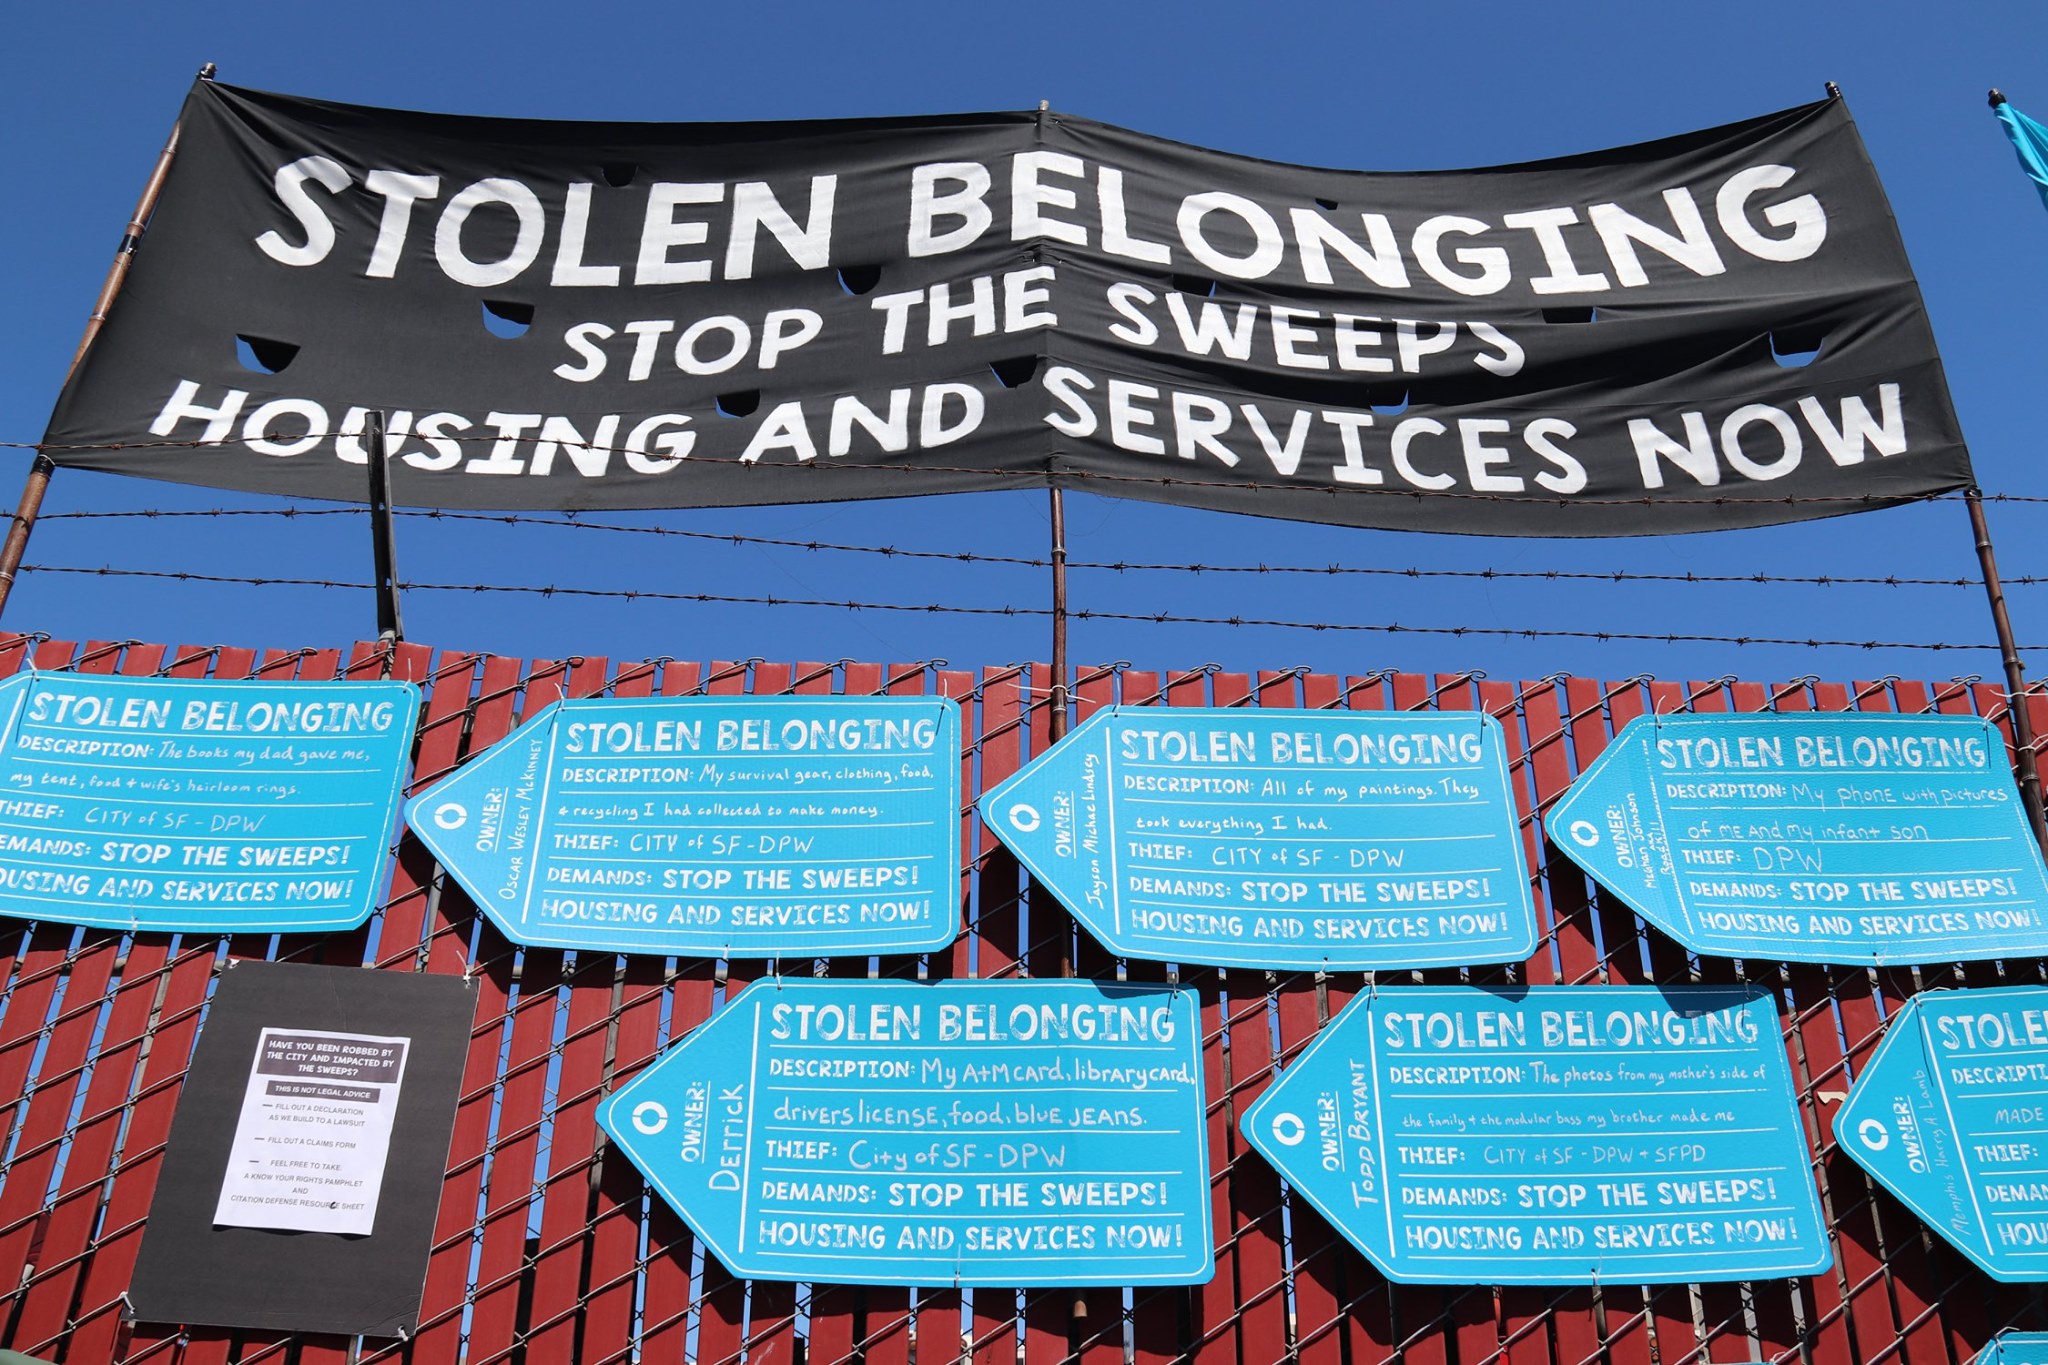 STOLEN BELONGING
STOP THE SWEEPS
HOUSING AND SERVICES NOW
STOLEN BELONGING
DESCRIPTION: The books my dad gave me,
my tent, food & wife's heirloom rings.
THIEF: CITY of SF - DPW
EMANDS: STOP THE SWEEPS!
OUSING AND SERVICES NOW!
OWNER:
OSCAR WESLEY MCKINNEY
STOLEN BELONGING
DESCRIPTION: My survival gear, clothing, food,
& recycling I had collected to make money.
THIEF: CITY of SF-DPW
DEMANDS: STOP THE SWEEPS!
HOUSING AND SERVICES NOW!
OWNER:
Jayson/Michael Lindsey
STOLEN BELONGING
DESCRIPTION: All of my paintings. They
took everything I had.
THIEF: CITY of SF - DPW
DEMANDS: STOP THE SWEEPS!
HOUSING AND SERVICES NOW!
OWNER:
Meghan Johnson
STOLEN BELONGING
DESCRIPTION: My phone with pictures
of ME And my infant son
THIEF: DPW
DEMANDS: STOP THE SWEEPS!
HOUSING AND SERVICES NOW!
HAVE YOU BEEN ROBBED BY
THE CITY AND IMPACTED BY
THE SWEEPS?
THIS IS NOT LEGAL ADVICE
— FILL OUT A DECLARATION
AS WE BUILD TO A LAWSUIT
— FILL OUT A CLAIMS FORM
— FEEL FREE TO TAKE:
A KNOW YOUR RIGHTS PAMPHLET
AND
CITATION DEFENSE RESOURCE SHEET
OWNER:
Derrick
STOLEN BELONGING
DESCRIPTION: My ATM card, library card,
drivers license, food, blue JEANS.
THIEF: City of SF-DPW
DEMANDS: STOP THE SWEEPS!
HOUSING AND SERVICES NOW!
OWNER:
TODD BRYANT
STOLEN BELONGING
DESCRIPTION: The photos from my mother's side of
the family & the modular bass my brother made me
THIEF: CITY of SF - DPW + SFPD
DEMANDS: STOP THE SWEEPS!
HOUSING AND SERVICES NOW!
OWNER:
Memphis Harry A Lamb
STOLE
DESCRIPTI
MADE
THIEF:
DEMAN
HOU